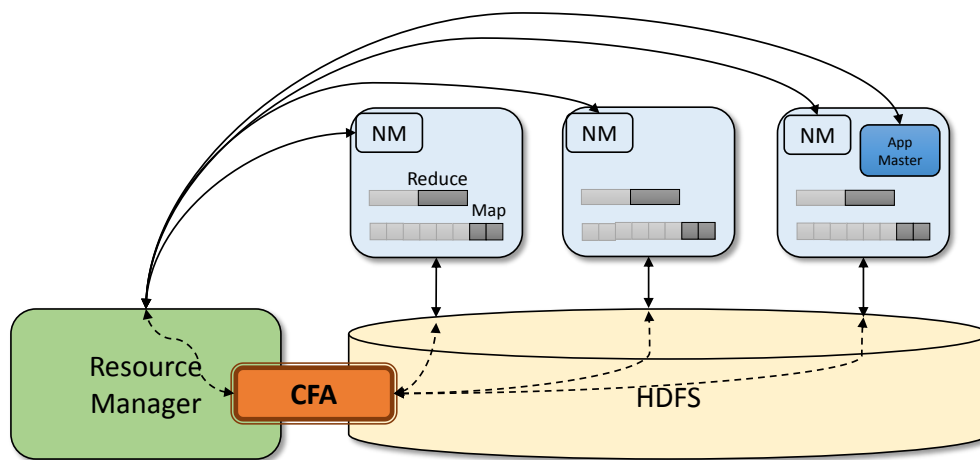 NM
Reduce
Map
NM
NM
App
Master
Resource
Manager
CFA
HDFS